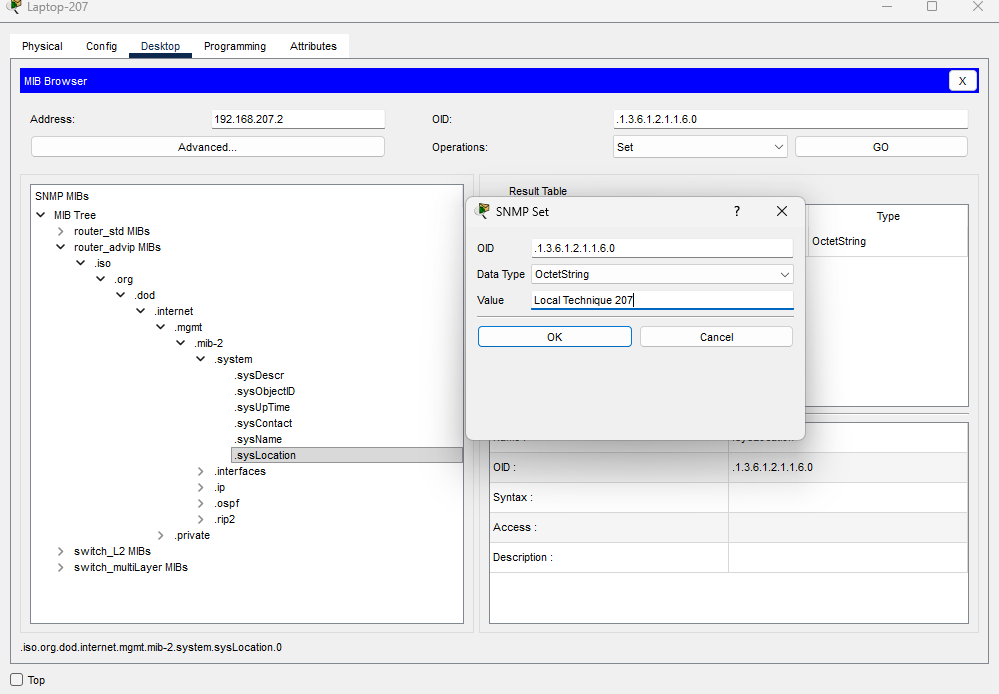 Laptop-207
Physical Config Desktop Programming Attributes
MIB Browser X
Address: 192.168.207.2 OID: .1.3.6.1.2.1.1.6.0
Advanced... Operations: Set GO
SNMP MIBs
MIB Tree
router_std MIBs
router_advip MIBs
.iso
.org
.dod
.internet
.mgmt
.mib-2
.system
.sysDescr
.sysObjectID
.sysUpTime
.sysContact
.sysName
.sysLocation
.interfaces
.ip
.ospf
.rip2
.private
switch_L2 MIBs
switch_multiLayer MIBs
Result Table
Type
OctetString
SNMP Set ?
OID .1.3.6.1.2.1.1.6.0
Data Type OctetString
Value Local Technique 207
OK Cancel
OID : .1.3.6.1.2.1.1.6.0
Syntax :
Access :
Description :
.iso.org.dod.internet.mgmt.mib-2.system.sysLocation.0
Top